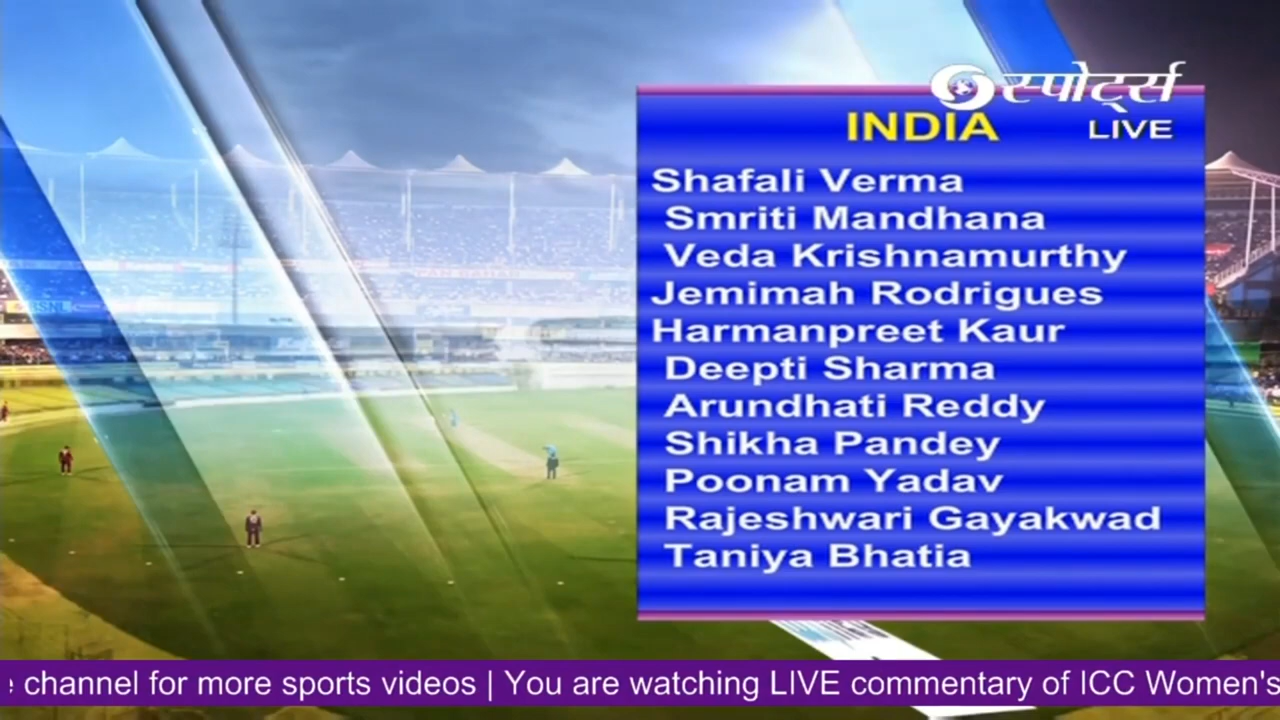 स्पोर्ट्स
LIVE
INDIA
Shafali Verma
Smriti Mandhana
Veda Krishnamurthy
Jemimah Rodrigues
Harmanpreet Kaur
Deepti Sharma
Arundhati Reddy
Shikha Pandey
Poonam Yadav
Rajeshwari Gayakwad
Taniya Bhatia
BSNL
channel for more sports videos | You are watching LIVE commentary of ICC Women's